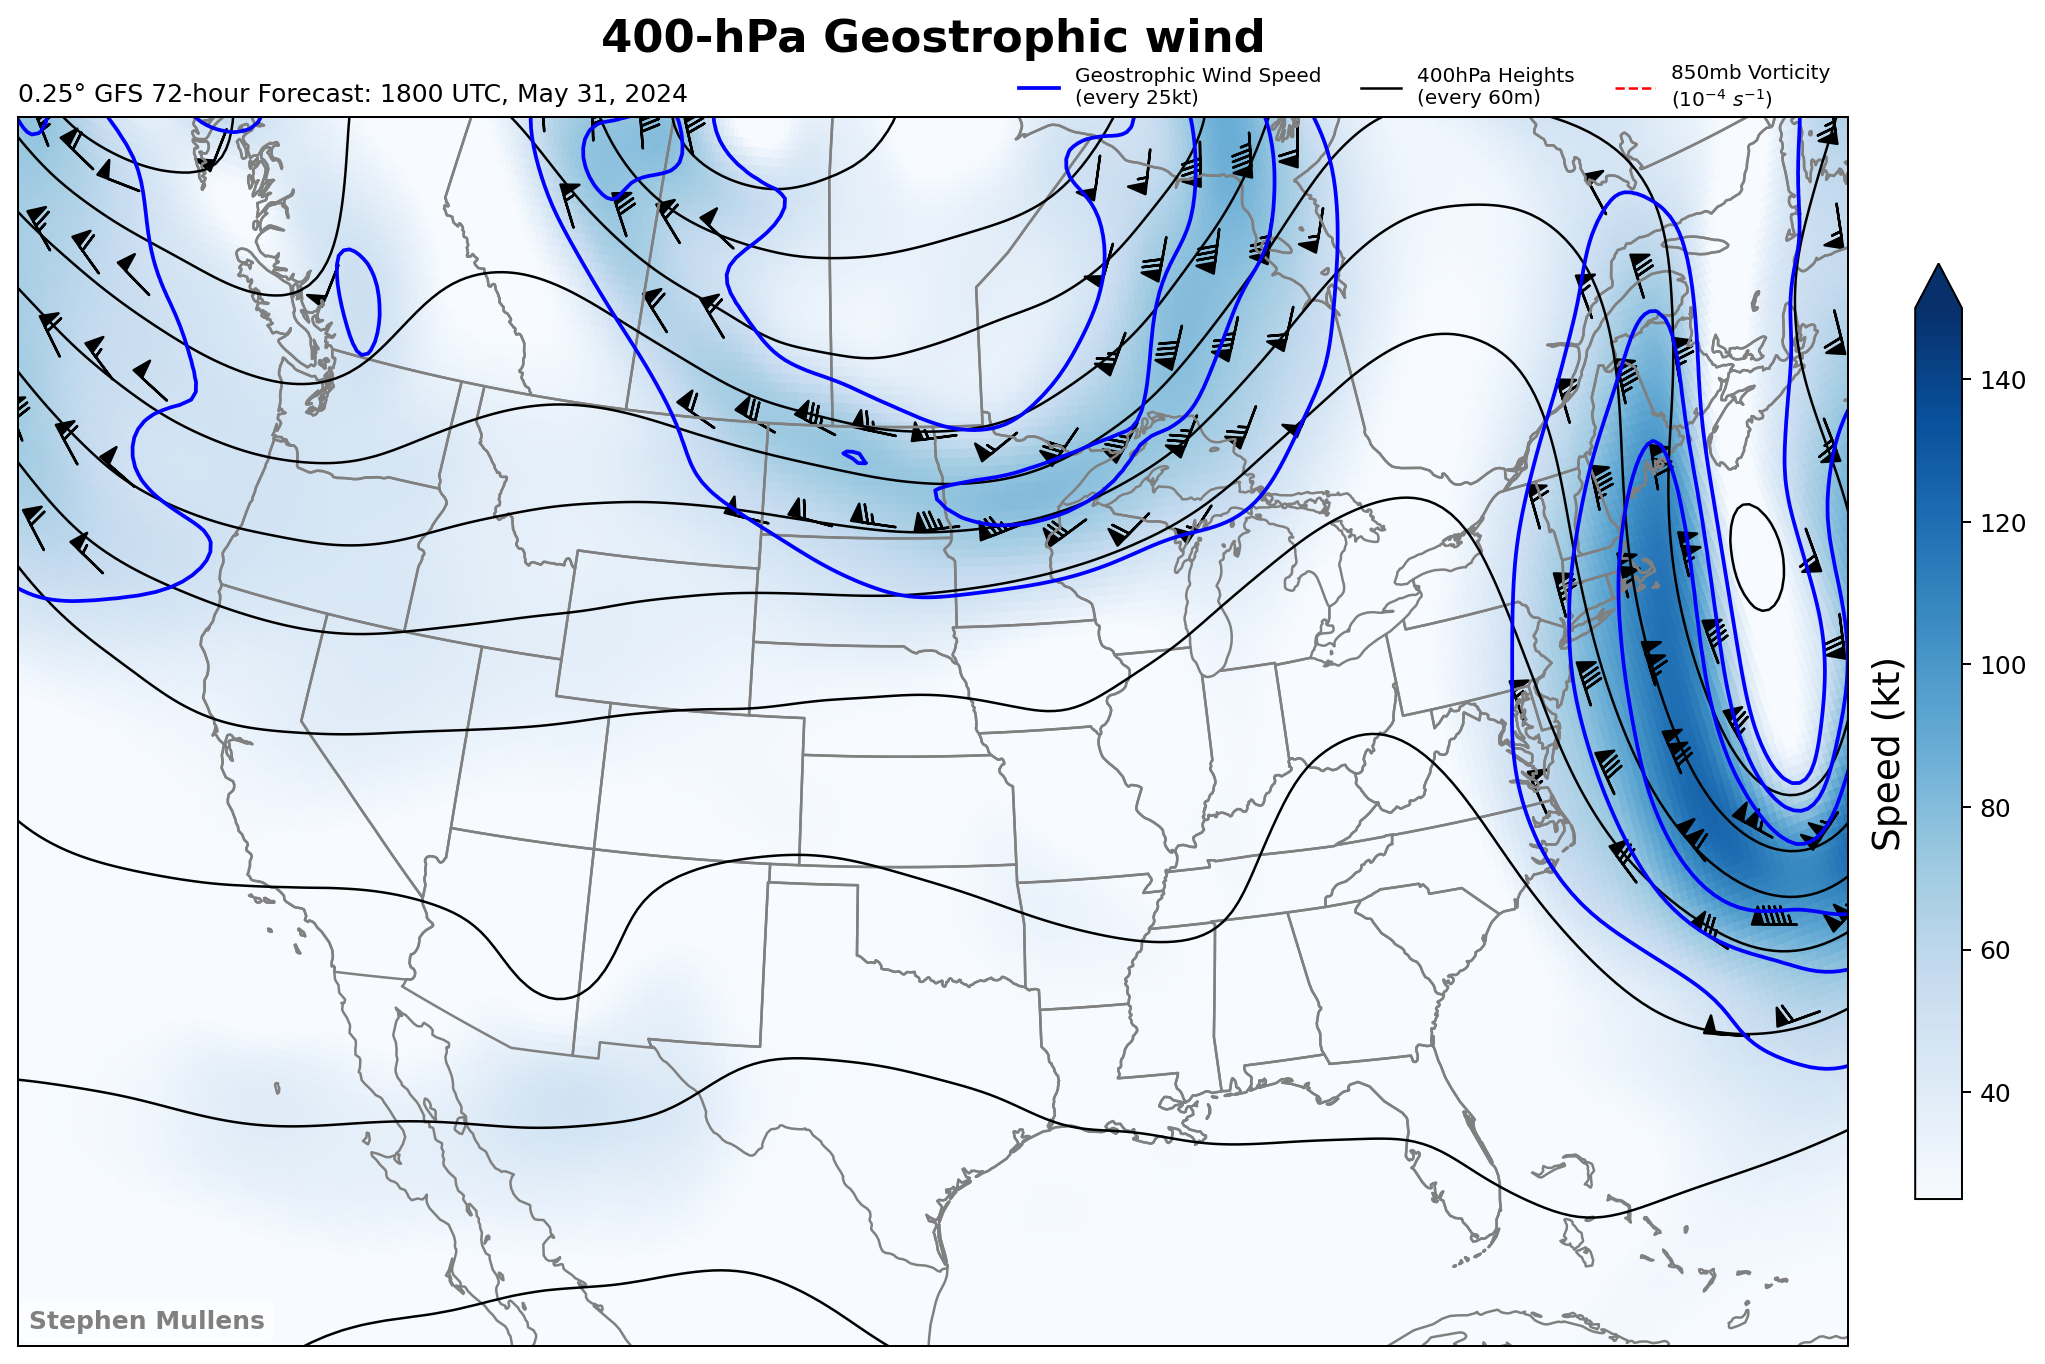 400-hPa Geostrophic wind
0.25° GFS 72-hour Forecast: 1800 UTC, May 31, 2024
Geostrophic Wind Speed
(every 25kt)
400hPa Heights
(every 60m)
850mb Vorticity
(10⁻⁴ s⁻¹)
140
120
100
80
60
40
Speed (kt)
Stephen Mullens